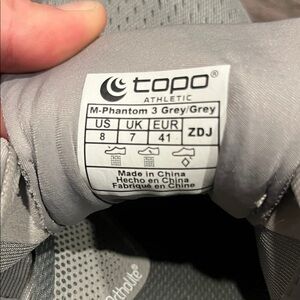 topo®
ATHLETIC
M-Phantom 3 Grey/Grey
US UK EUR ZDJ
8 7 41
Made in China
Hecho en China
Fabriqué en Chine
Ortholite®